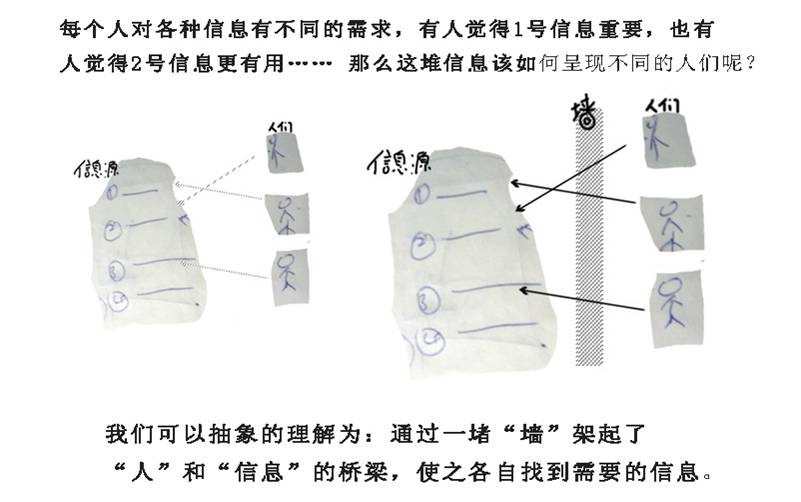 每个人对各种信息有不同的需求，有人觉得1号信息重要，也有
人觉得2号信息更有用…… 那么这堆信息该如何呈现不同的人们呢？
人们
信息源
①
②
③
④
墙
人们
信息源
①
②
③
④
我们可以抽象的理解为：通过一堵“墙”架起了
“人”和“信息”的桥梁，使之各自找到需要的信息。